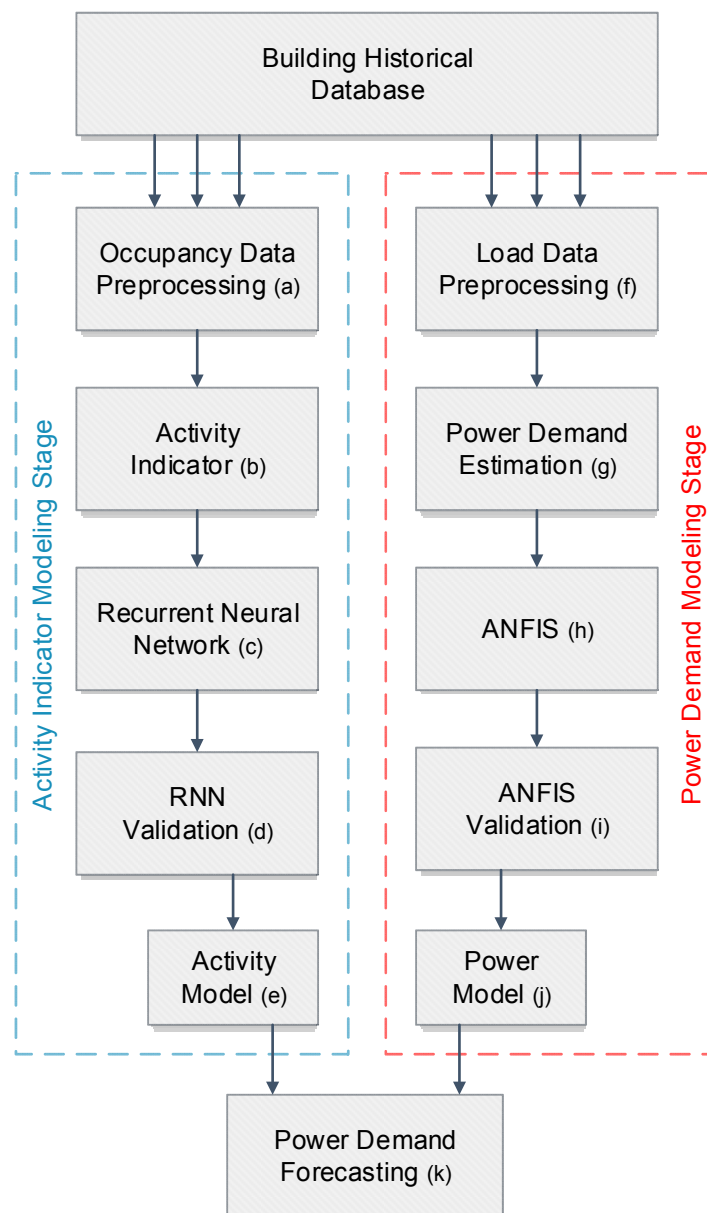 Building Historical
Database
Activity Indicator Modeling Stage
Occupancy Data
Preprocessing (a)
Activity
Indicator (b)
Recurrent Neural
Network (c)
RNN
Validation (d)
Activity
Model (e)
Load Data
Preprocessing (f)
Power Demand
Estimation (g)
ANFIS (h)
ANFIS
Validation (i)
Power
Model (j)
Power Demand Modeling Stage
Power Demand
Forecasting (k)